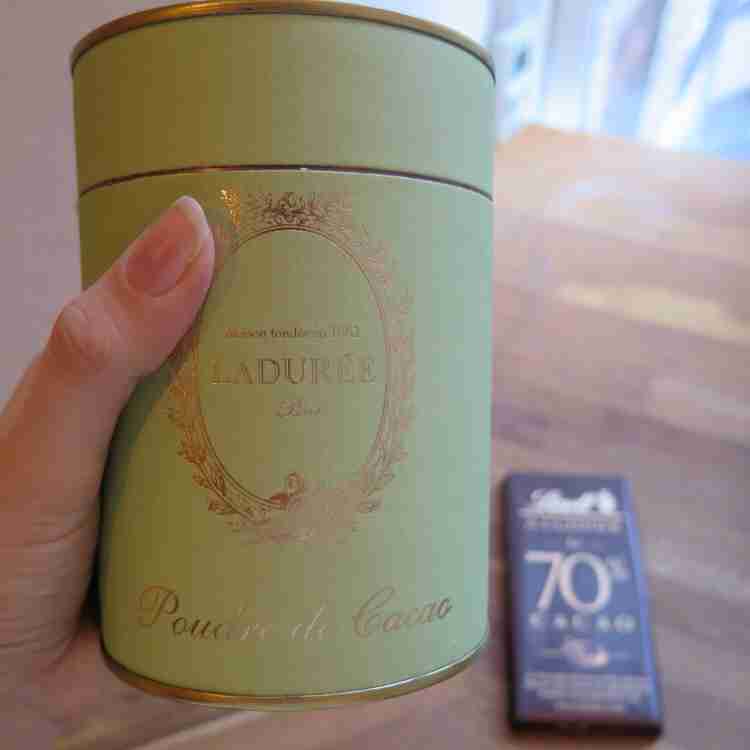 Maison fondée en 1862
LADURÉE
Paris
Poudre de Cacao
Lindt
70%
CACAO